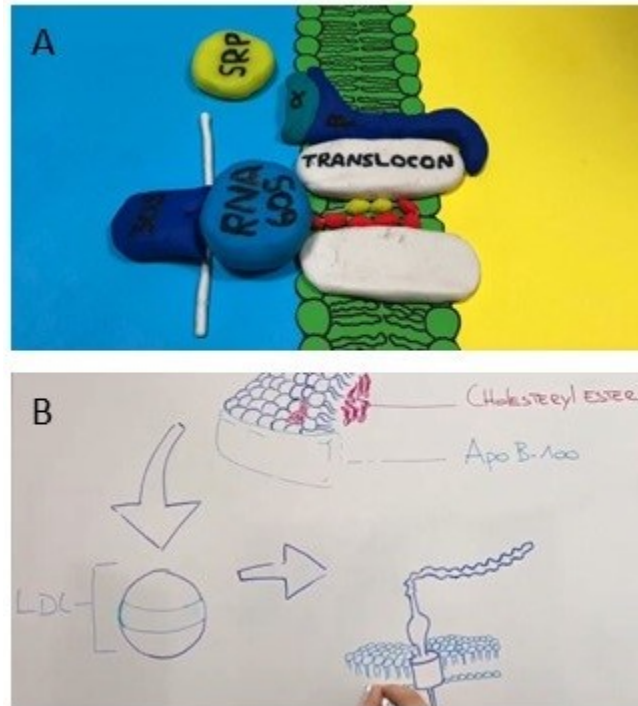 A
SRP
α
β
TRANSLOCON
RNA
60S
B
CHOLESTERYL ESTER
APO B-100
LDL